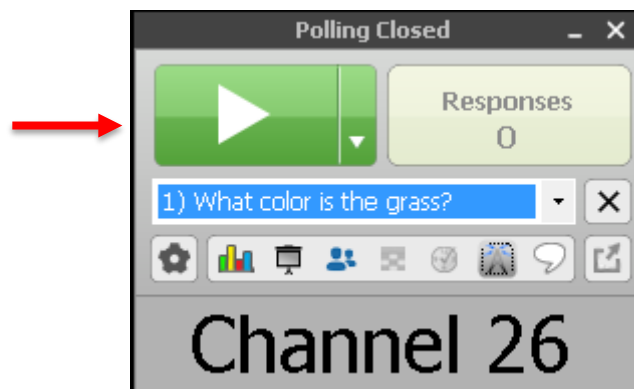 Polling Closed
Responses
0
1) What color is the grass?
Channel 26